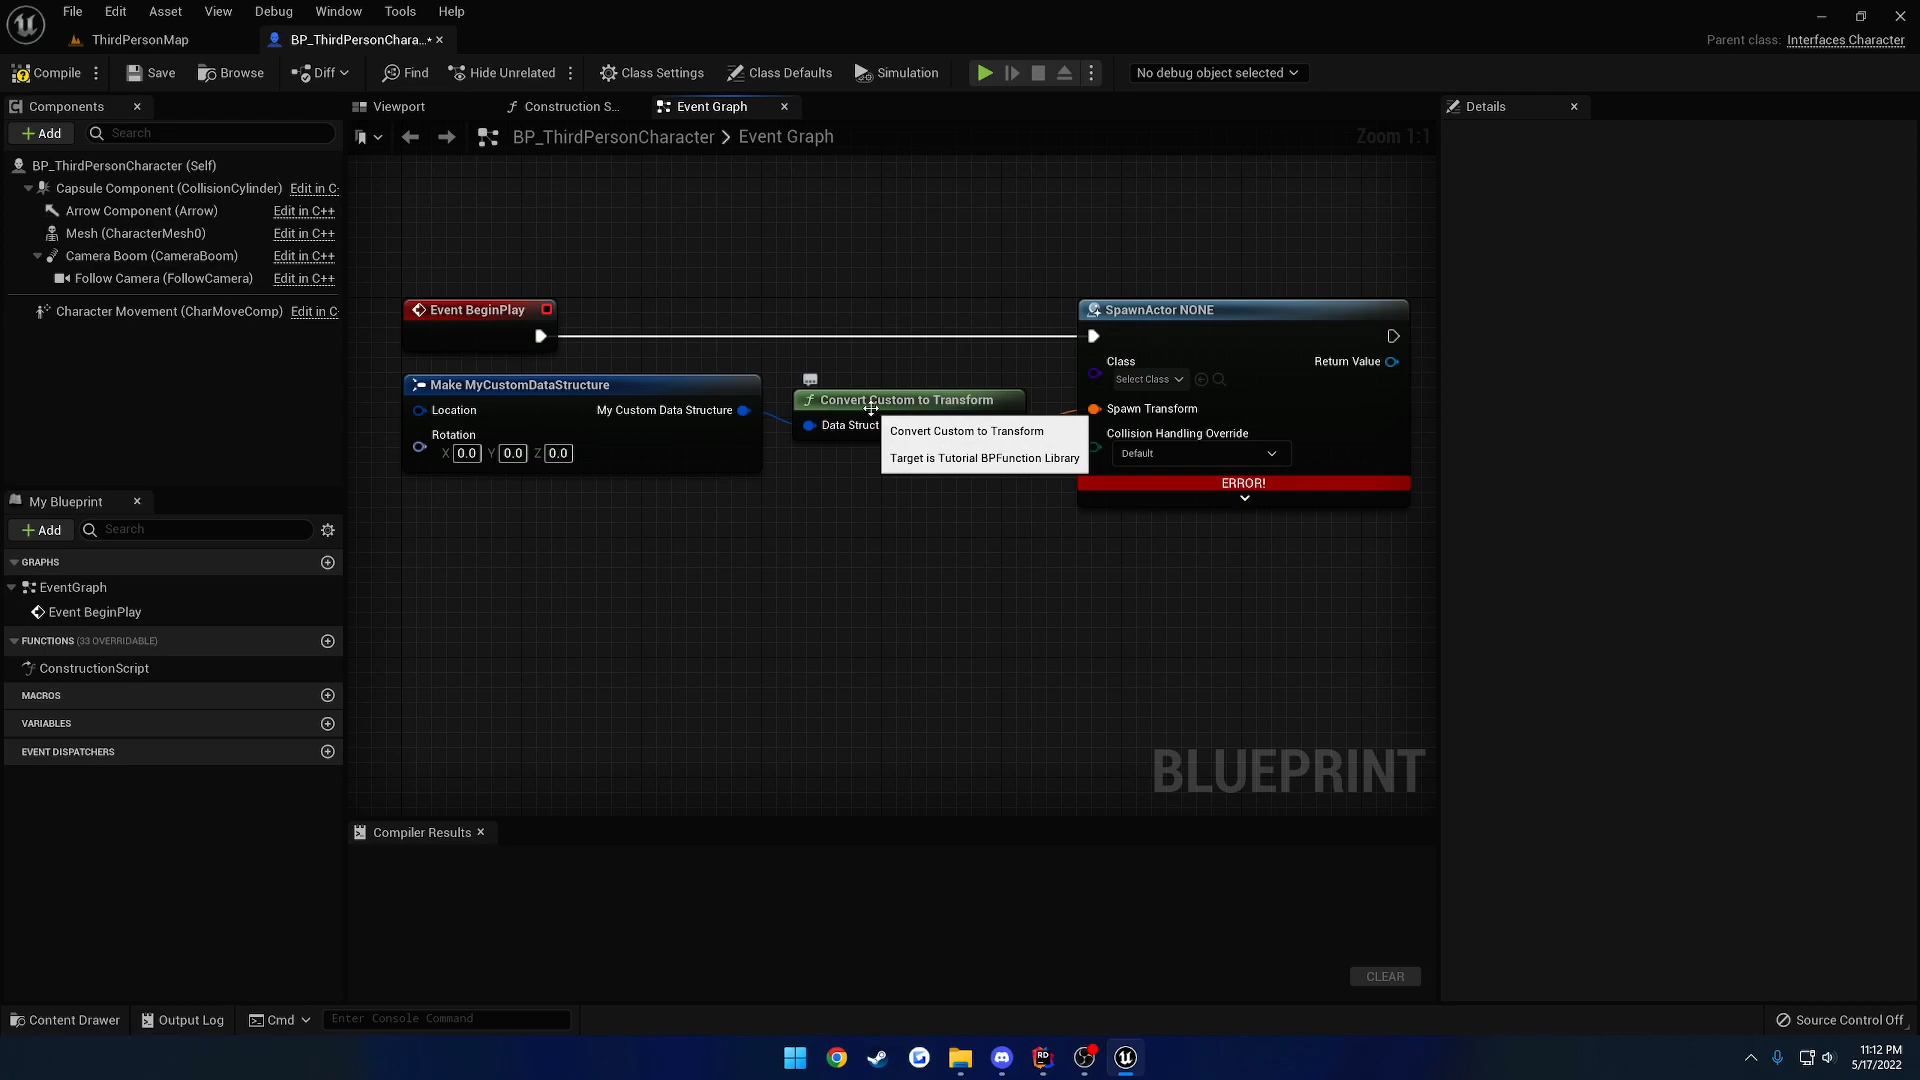 File Edit Asset View Debug Window Tools Help
ThirdPersonMap
BP_ThirdPersonChara...•
Parent class: Interfaces Character
Compile
Save
Browse
Diff
Find
Hide Unrelated
Class Settings
Class Defaults
Simulation
No debug object selected
Components
Viewport
Construction S...
Event Graph
Details
Add
Search
BP_ThirdPersonCharacter > Event Graph
Zoom 1:1
BP_ThirdPersonCharacter (Self)
Capsule Component (CollisionCylinder) Edit in C-
Arrow Component (Arrow) Edit in C++
Mesh (CharacterMesh0) Edit in C++
Camera Boom (CameraBoom) Edit in C++
Follow Camera (FollowCamera) Edit in C++
Character Movement (CharMoveComp) Edit in C-
Event BeginPlay
Make MyCustomDataStructure
Location My Custom Data Structure
Rotation
X 0.0 Y 0.0 Z 0.0
Convert Custom to Transform
Data Struct
Convert Custom to Transform
Target is Tutorial BPFunction Library
SpawnActor NONE
Class Return Value
Select Class
Spawn Transform
Collision Handling Override
Default
ERROR!
My Blueprint
Add
Search
GRAPHS
EventGraph
Event BeginPlay
FUNCTIONS (33 OVERRIDABLE)
ConstructionScript
MACROS
VARIABLES
EVENT DISPATCHERS
BLUEPRINT
Compiler Results
CLEAR
Content Drawer
Output Log
Cmd
Enter Console Command
Source Control Off
RD
11:12 PM
5/17/2022